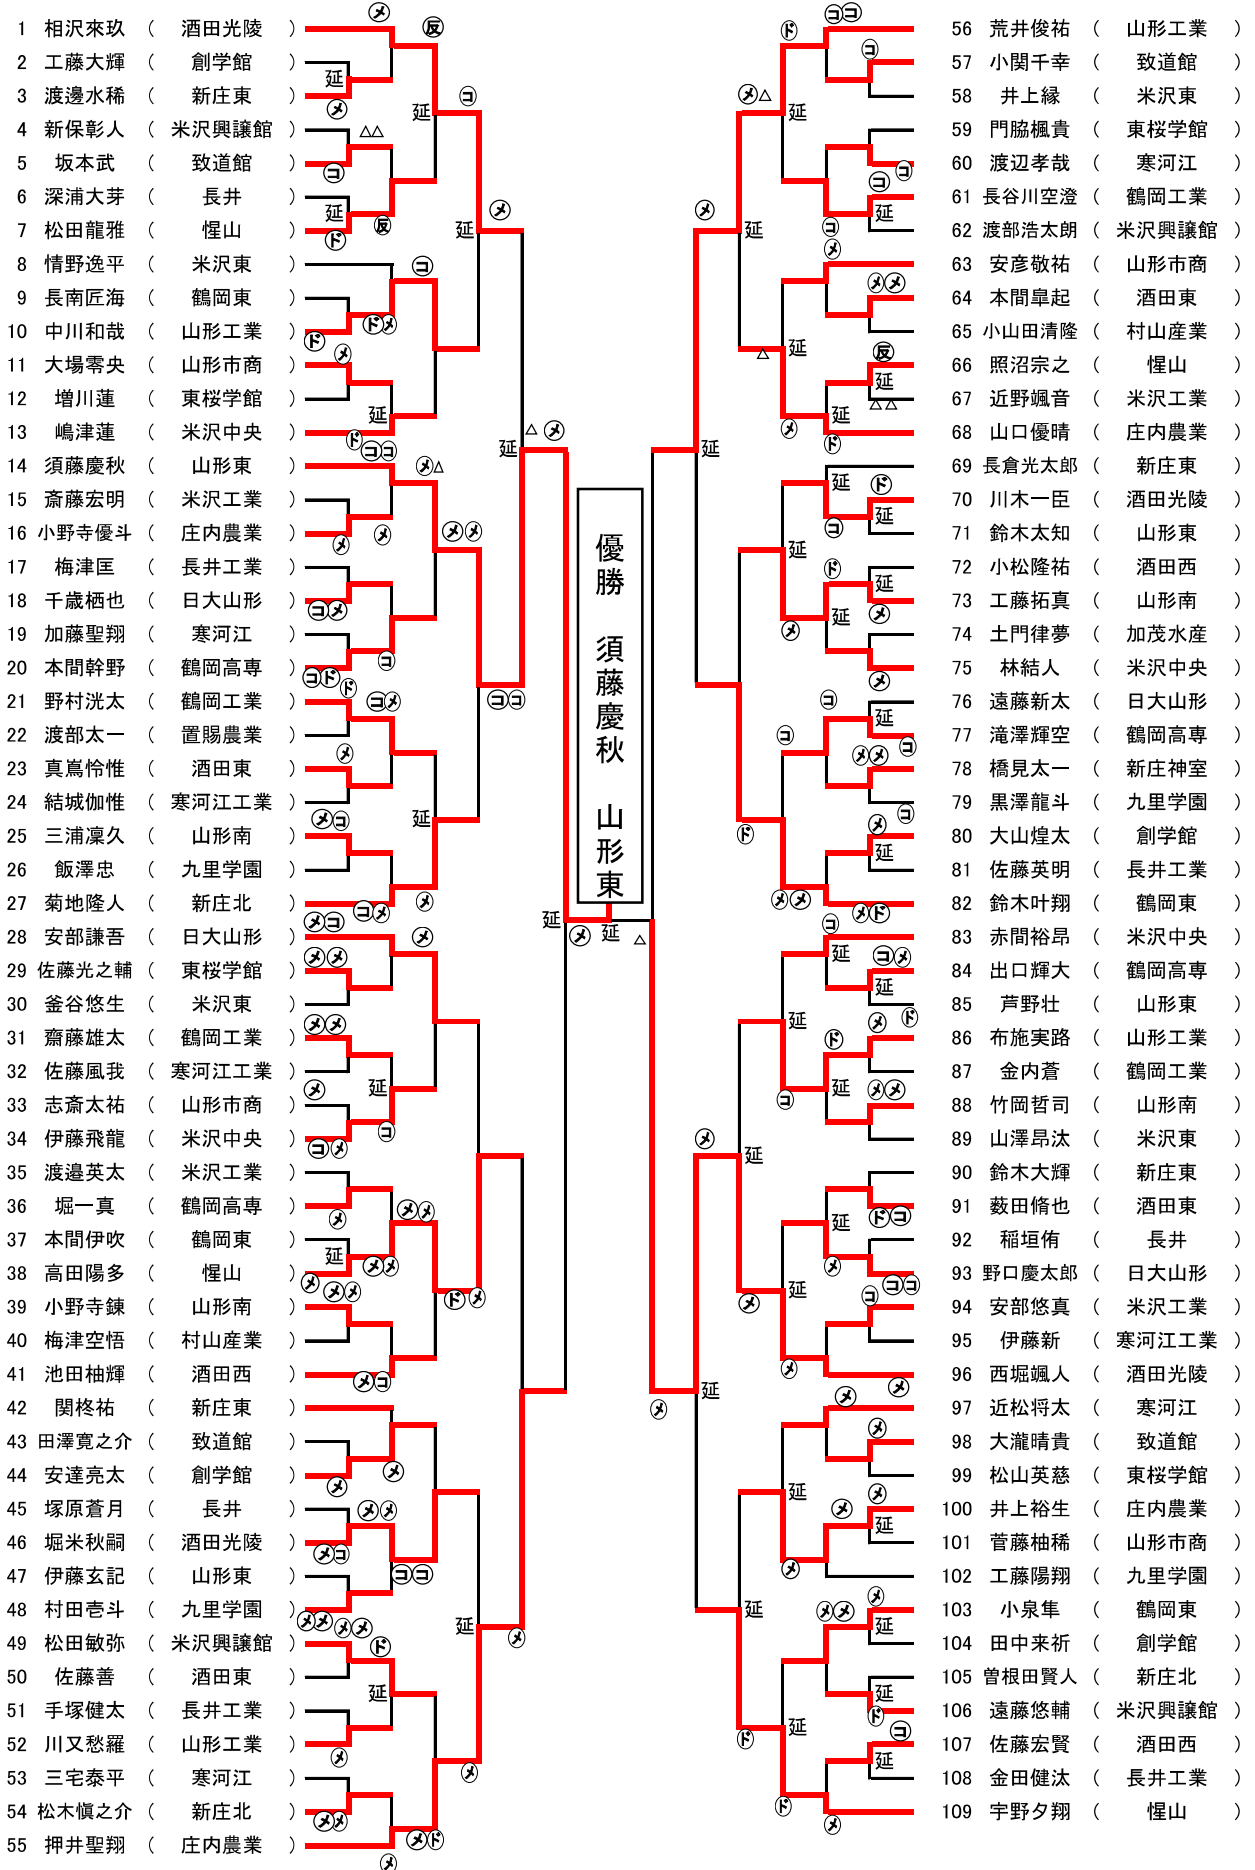 1 相沢來玖 ( 酒田光陵 )
2 工藤大輝 ( 創学館 )
3 渡邊水稀 ( 新庄東 )
4 新保彰人 ( 米沢興譲館 )
5 坂本武 ( 致道館 )
6 深浦大芽 ( 長井 )
7 松田龍雅 ( 惺山 )
8 情野逸平 ( 米沢東 )
9 長南匠海 ( 鶴岡東 )
10 中川和哉 ( 山形工業 )
11 大場零央 ( 山形市商 )
12 増川蓮 ( 東桜学館 )
13 嶋津蓮 ( 米沢中央 )
14 須藤慶秋 ( 山形東 )
15 斎藤宏明 ( 米沢工業 )
16 小野寺優斗 ( 庄内農業 )
17 梅津匡 ( 長井工業 )
18 千歳栖也 ( 日大山形 )
19 加藤聖翔 ( 寒河江 )
20 本間幹野 ( 鶴岡高専 )
21 野村洸太 ( 鶴岡工業 )
22 渡部太一 ( 置賜農業 )
23 真嶌怜惟 ( 酒田東 )
24 結城伽惟 ( 寒河江工業 )
25 三浦凜久 ( 山形南 )
26 飯澤忠 ( 九里学園 )
27 菊地隆人 ( 新庄北 )
28 安部謙吾 ( 日大山形 )
29 佐藤光之輔 ( 東桜学館 )
30 釜谷悠生 ( 米沢東 )
31 齋藤雄太 ( 鶴岡工業 )
32 佐藤風我 ( 寒河江工業 )
33 志斎太祐 ( 山形市商 )
34 伊藤飛龍 ( 米沢中央 )
35 渡邉英太 ( 米沢工業 )
36 堀一真 ( 鶴岡高専 )
37 本間伊吹 ( 鶴岡東 )
38 高田陽多 ( 惺山 )
39 小野寺錬 ( 山形南 )
40 梅津空悟 ( 村山産業 )
41 池田柚輝 ( 酒田西 )
42 関柊祐 ( 新庄東 )
43 田澤寛之介 ( 致道館 )
44 安達亮太 ( 創学館 )
45 塚原蒼月 ( 長井 )
46 堀米秋嗣 ( 酒田光陵 )
47 伊藤玄記 ( 山形東 )
48 村田壱斗 ( 九里学園 )
49 松田敏弥 ( 米沢興譲館 )
50 佐藤善 ( 酒田東 )
51 手塚健太 ( 長井工業 )
52 川又愁羅 ( 山形工業 )
53 三宅泰平 ( 寒河江 )
54 松木愼之介 ( 新庄北 )
55 押井聖翔 ( 庄内農業 )
優勝 須藤慶秋 山形東
56 荒井俊祐 ( 山形工業 )
57 小関千幸 ( 致道館 )
58 井上縁 ( 米沢東 )
59 門脇楓貴 ( 東桜学館 )
60 渡辺孝哉 ( 寒河江 )
61 長谷川空澄 ( 鶴岡工業 )
62 渡部浩太朗 ( 米沢興譲館 )
63 安彦敬祐 ( 山形市商 )
64 本間皐起 ( 酒田東 )
65 小山田清隆 ( 村山産業 )
66 照沼宗之 ( 惺山 )
67 近野颯音 ( 米沢工業 )
68 山口優晴 ( 庄内農業 )
69 長倉光太郎 ( 新庄東 )
70 川木一臣 ( 酒田光陵 )
71 鈴木太知 ( 山形東 )
72 小松隆祐 ( 酒田西 )
73 工藤拓真 ( 山形南 )
74 土門律夢 ( 加茂水産 )
75 林結人 ( 米沢中央 )
76 遠藤新太 ( 日大山形 )
77 滝澤輝空 ( 鶴岡高専 )
78 橋見太一 ( 新庄神室 )
79 黒澤龍斗 ( 九里学園 )
80 大山煌太 ( 創学館 )
81 佐藤英明 ( 長井工業 )
82 鈴木叶翔 ( 鶴岡東 )
83 赤間裕昂 ( 米沢中央 )
84 出口輝大 ( 鶴岡高専 )
85 芦野壮 ( 山形東 )
86 布施実路 ( 山形工業 )
87 金内蒼 ( 鶴岡工業 )
88 竹岡哲司 ( 山形南 )
89 山澤昂汰 ( 米沢東 )
90 鈴木大輝 ( 新庄東 )
91 薮田脩也 ( 酒田東 )
92 稲垣侑 ( 長井 )
93 野口慶太郎 ( 日大山形 )
94 安部悠真 ( 米沢工業 )
95 伊藤新 ( 寒河江工業 )
96 西堀颯人 ( 酒田光陵 )
97 近松将太 ( 寒河江 )
98 大瀧晴貴 ( 致道館 )
99 松山英慈 ( 東桜学館 )
100 井上裕生 ( 庄内農業 )
101 菅藤柚稀 ( 山形市商 )
102 工藤陽翔 ( 九里学園 )
103 小泉隼 ( 鶴岡東 )
104 田中来祈 ( 創学館 )
105 曽根田賢人 ( 新庄北 )
106 遠藤悠輔 ( 米沢興譲館 )
107 佐藤宏賢 ( 酒田西 )
108 金田健汰 ( 長井工業 )
109 宇野夕翔 ( 惺山 )